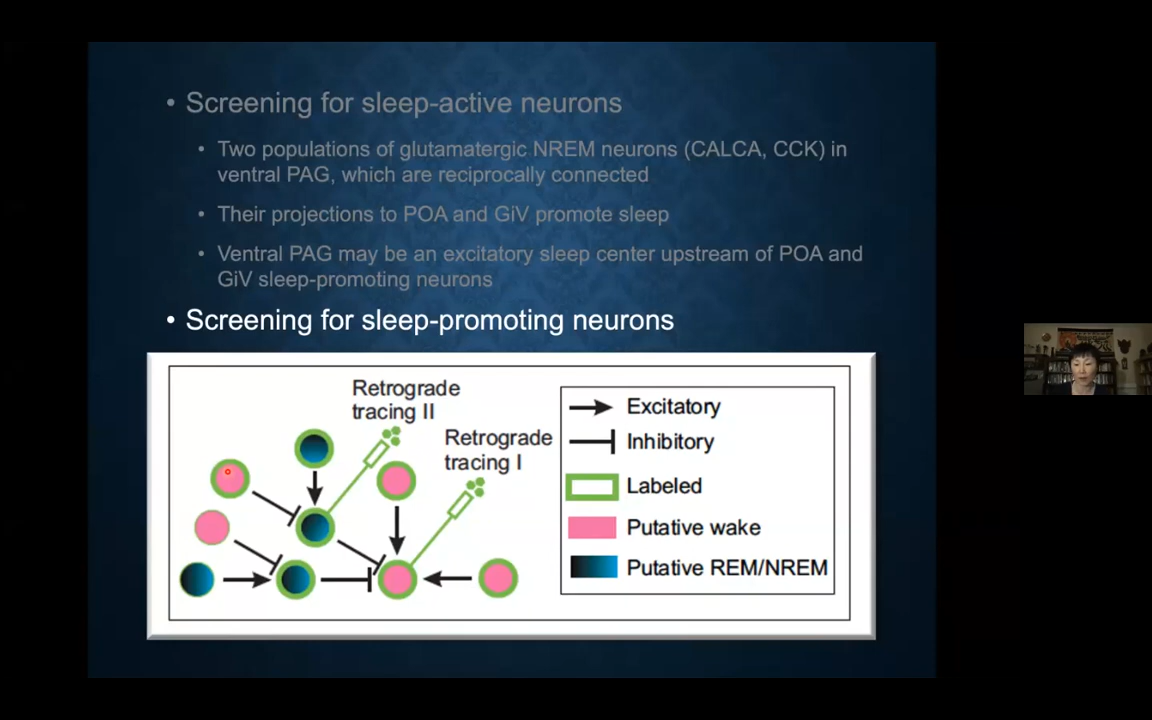 • Screening for sleep-active neurons
• Two populations of glutamatergic NREM neurons (CALCA, CCK) in
ventral PAG, which are reciprocally connected
• Their projections to POA and GiV promote sleep
• Ventral PAG may be an excitatory sleep center upstream of POA and
GiV sleep-promoting neurons
• Screening for sleep-promoting neurons
Retrograde
tracing II
Retrograde
tracing I
Excitatory
Inhibitory
Labeled
Putative wake
Putative REM/NREM